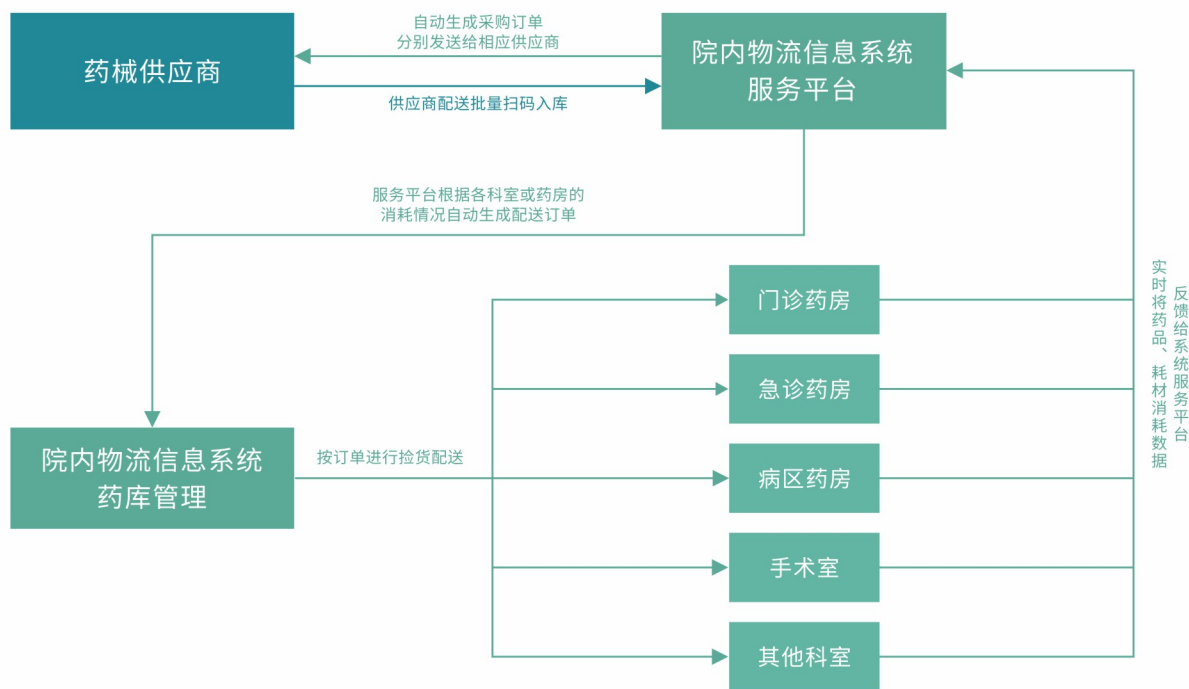 自动生成采购订单
分别发送给相应供应商
药械供应商
院内物流信息系统
服务平台
供应商配送批量扫码入库
服务平台根据各科室或药房的
消耗情况自动生成配送订单
门诊药房
急诊药房
病区药房
手术室
其他科室
院内物流信息系统
药库管理
按订单进行捡货配送
实时将药品、耗材消耗数据
反馈给系统服务平台